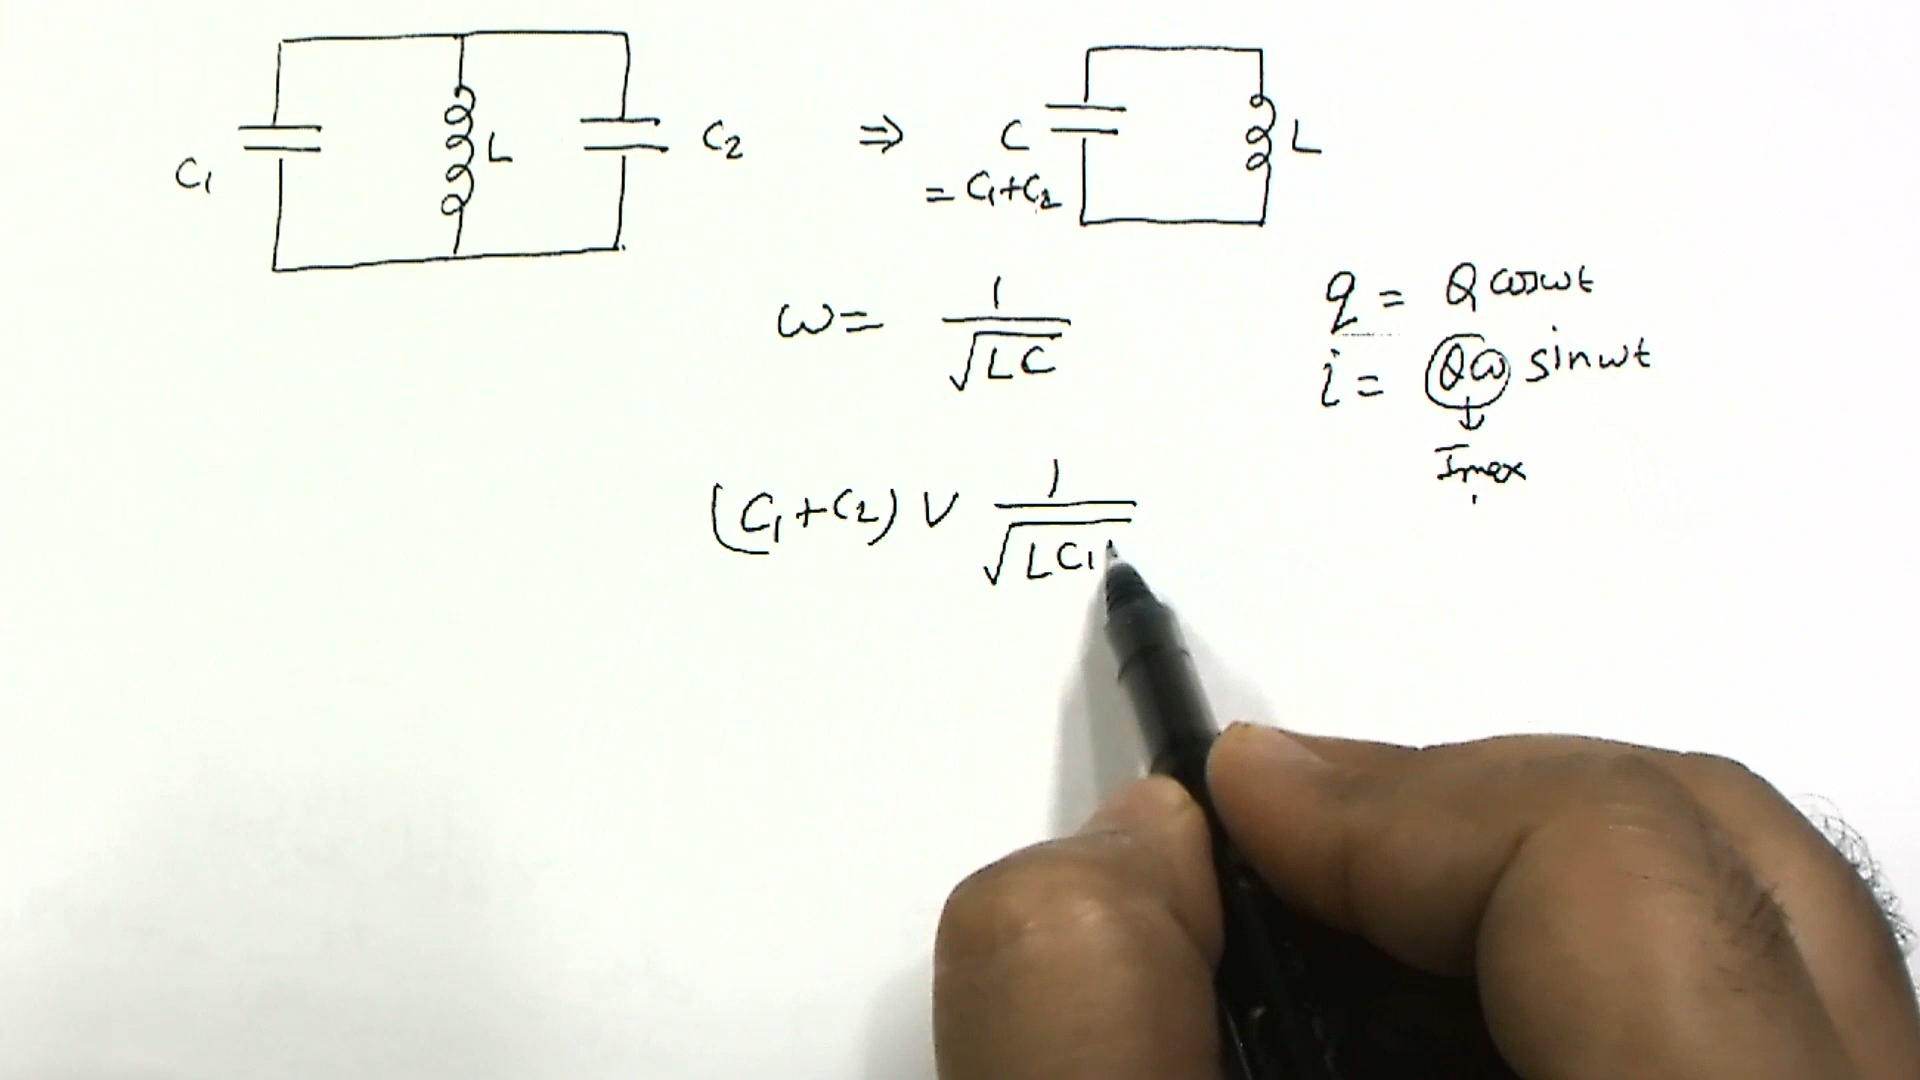 C₁ L C₂ ⇒ C L
= C₁+C₂
ω = 1/√LC
q = Q cosωt
i = Qω sinωt
↓
Imax
(C₁+C₂) V 1/√LC₁